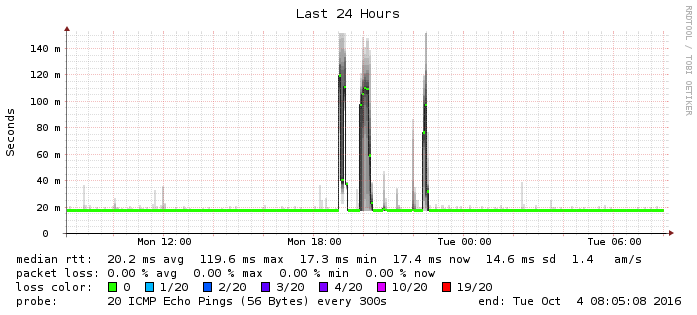 Last 24 Hours
RRDTOOL / TOBI OETIKER
Seconds
140 m
120 m
100 m
80 m
60 m
40 m
20 m
0
Mon 12:00 Mon 18:00 Tue 00:00 Tue 06:00
median rtt: 20.2 ms avg 119.6 ms max 17.3 ms min 17.4 ms now 14.6 ms sd 1.4 am/s
packet loss: 0.00 % avg 0.00 % max 0.00 % min 0.00 % now
loss color: 0 1/20 2/20 3/20 4/20 10/20 19/20
probe: 20 ICMP Echo Pings (56 Bytes) every 300s end: Tue Oct 4 08:05:08 2016